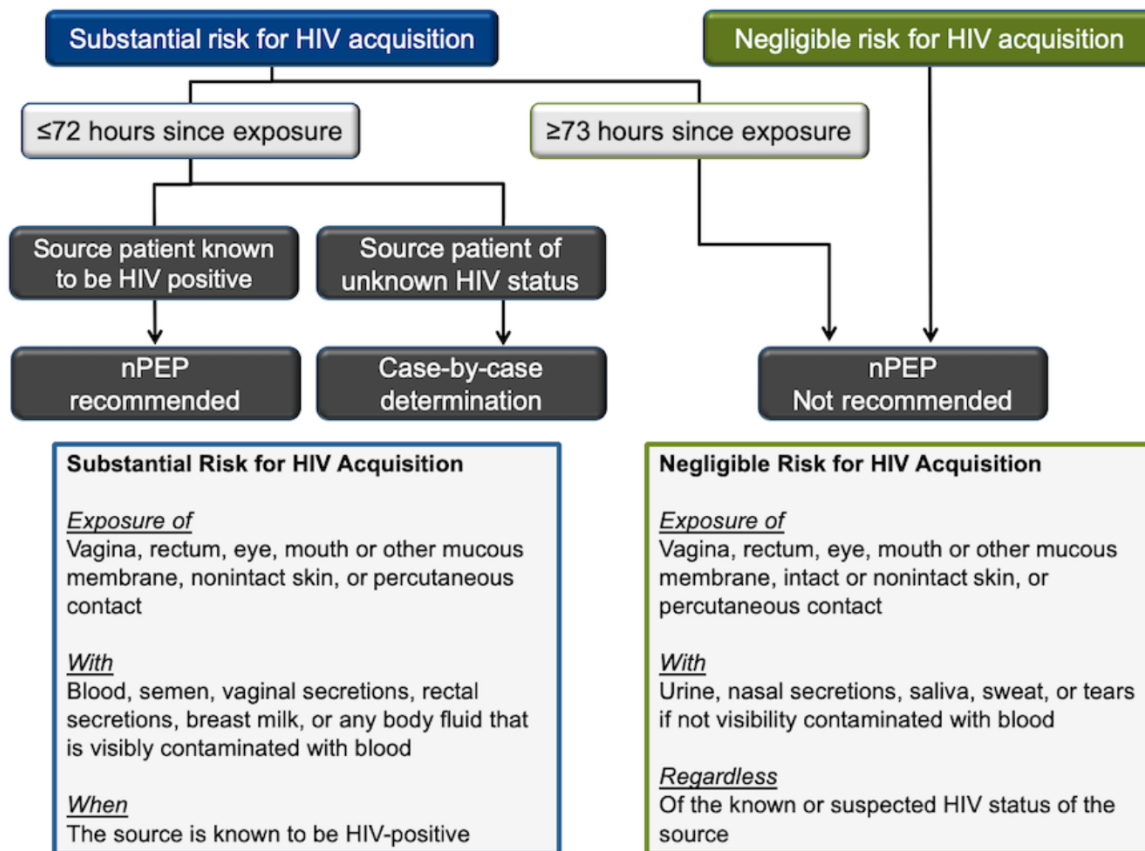 Substantial risk for HIV acquisition
Negligible risk for HIV acquisition
≤72 hours since exposure
≥73 hours since exposure
Source patient known
to be HIV positive
Source patient of
unknown HIV status
nPEP
recommended
Case-by-case
determination
nPEP
Not recommended
Substantial Risk for HIV Acquisition
Exposure of
Vagina, rectum, eye, mouth or other mucous
membrane, nonintact skin, or percutaneous
contact
With
Blood, semen, vaginal secretions, rectal
secretions, breast milk, or any body fluid that
is visibly contaminated with blood
When
The source is known to be HIV-positive
Negligible Risk for HIV Acquisition
Exposure of
Vagina, rectum, eye, mouth or other mucous
membrane, intact or nonintact skin, or
percutaneous contact
With
Urine, nasal secretions, saliva, sweat, or tears
if not visibility contaminated with blood
Regardless
Of the known or suspected HIV status of the
source